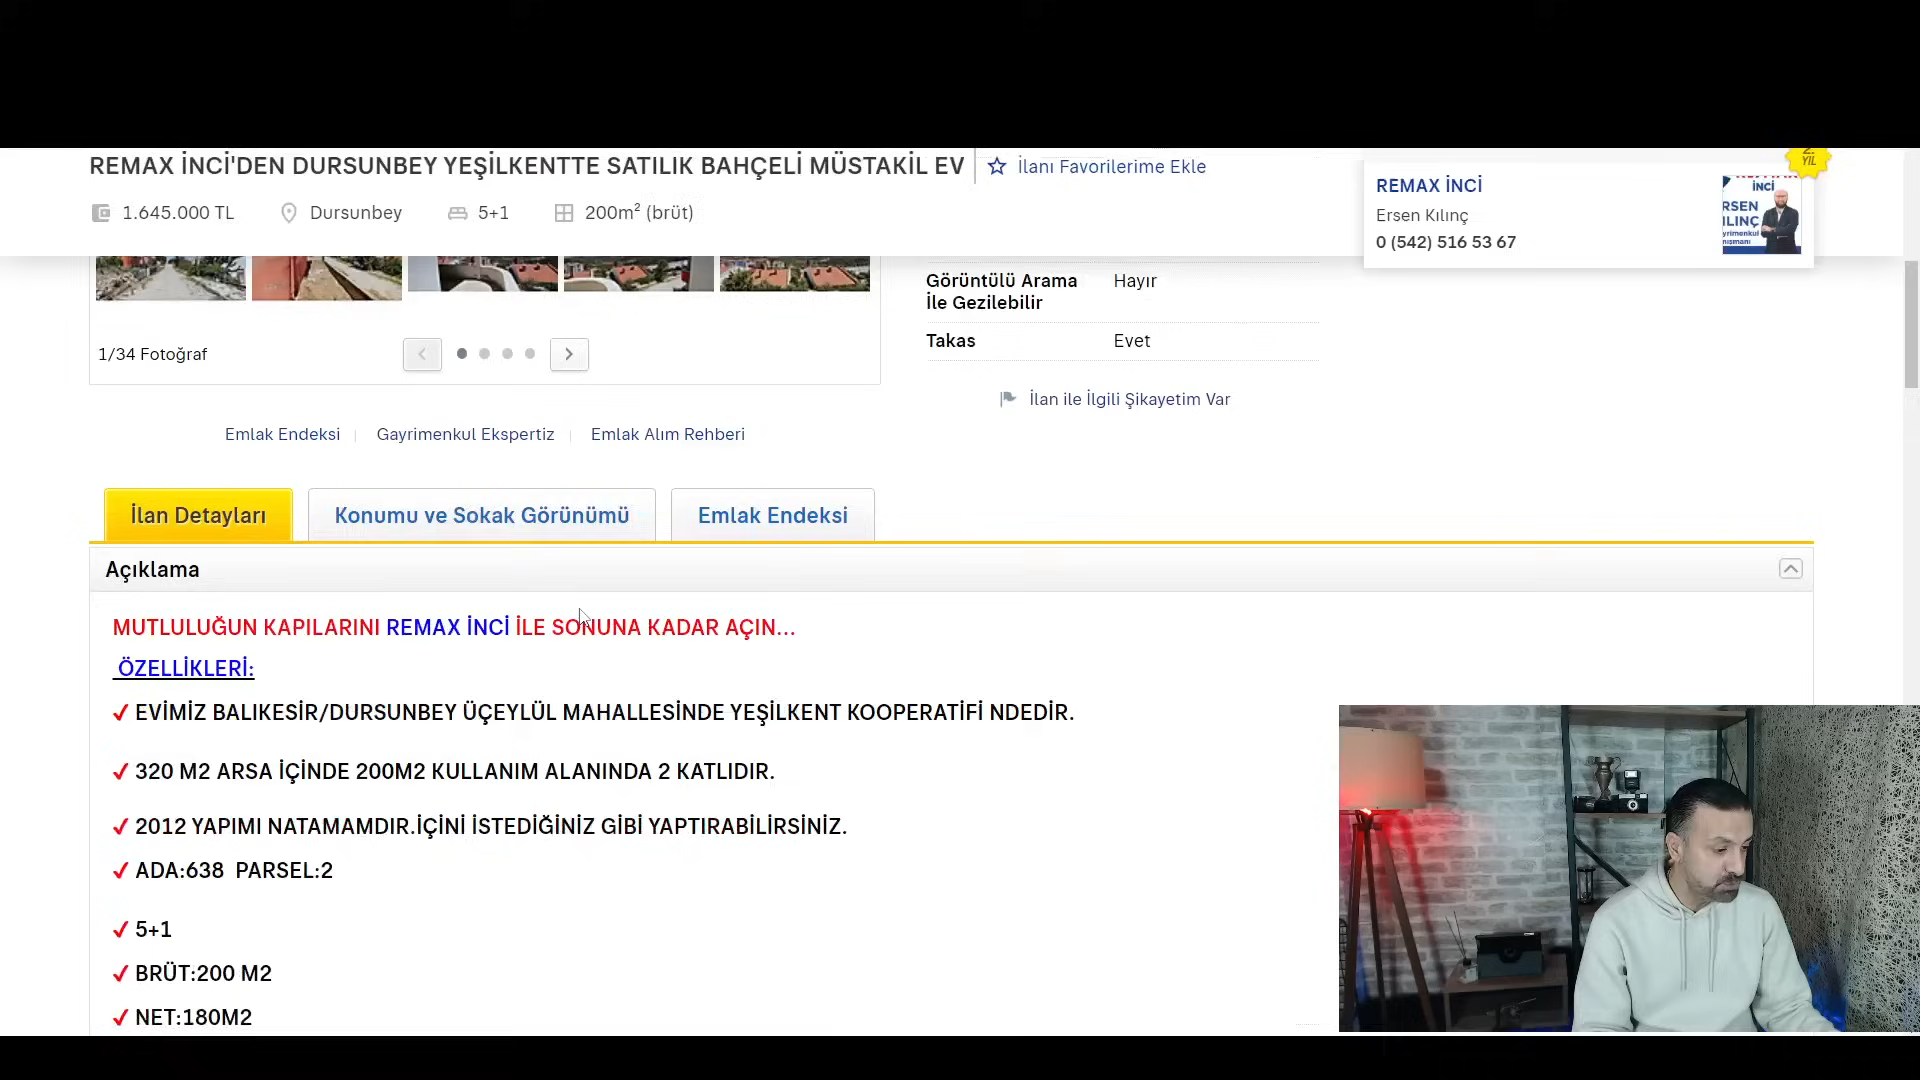 REMAX İNCİ'DEN DURSUNBEY YEŞİLKENTTE SATILIK BAHÇELİ MÜSTAKİL EV
İlanı Favorilerime Ekle
1.645.000 TL
Dursunbey
5+1
200m² (brüt)
REMAX İNCİ
Ersen Kılınç
0 (542) 516 53 67
2.
YIL
İNCİ
Görüntülü Arama
İle Gezilebilir
Hayır
Takas
Evet
1/34 Fotoğraf
İlan ile İlgili Şikayetim Var
Emlak Endeksi
Gayrimenkul Ekspertiz
Emlak Alım Rehberi
İlan Detayları
Konumu ve Sokak Görünümü
Emlak Endeksi
Açıklama
MUTLULUĞUN KAPILARINI REMAX İNCİ İLE SONUNA KADAR AÇIN...
ÖZELLİKLERİ:
✓ EVİMİZ BALIKESİR/DURSUNBEY ÜÇEYLÜL MAHALLESİNDE YEŞİLKENT KOOPERATİFİ NDEDİR.
✓ 320 M2 ARSA İÇİNDE 200M2 KULLANIM ALANINDA 2 KATLIDIR.
✓ 2012 YAPIMI NATAMAMDIR.İÇİNİ İSTEDİĞİNİZ GİBİ YAPTIRABİLİRSİNİZ.
✓ ADA:638 PARSEL:2
✓ 5+1
✓ BRÜT:200 M2
✓ NET:180M2